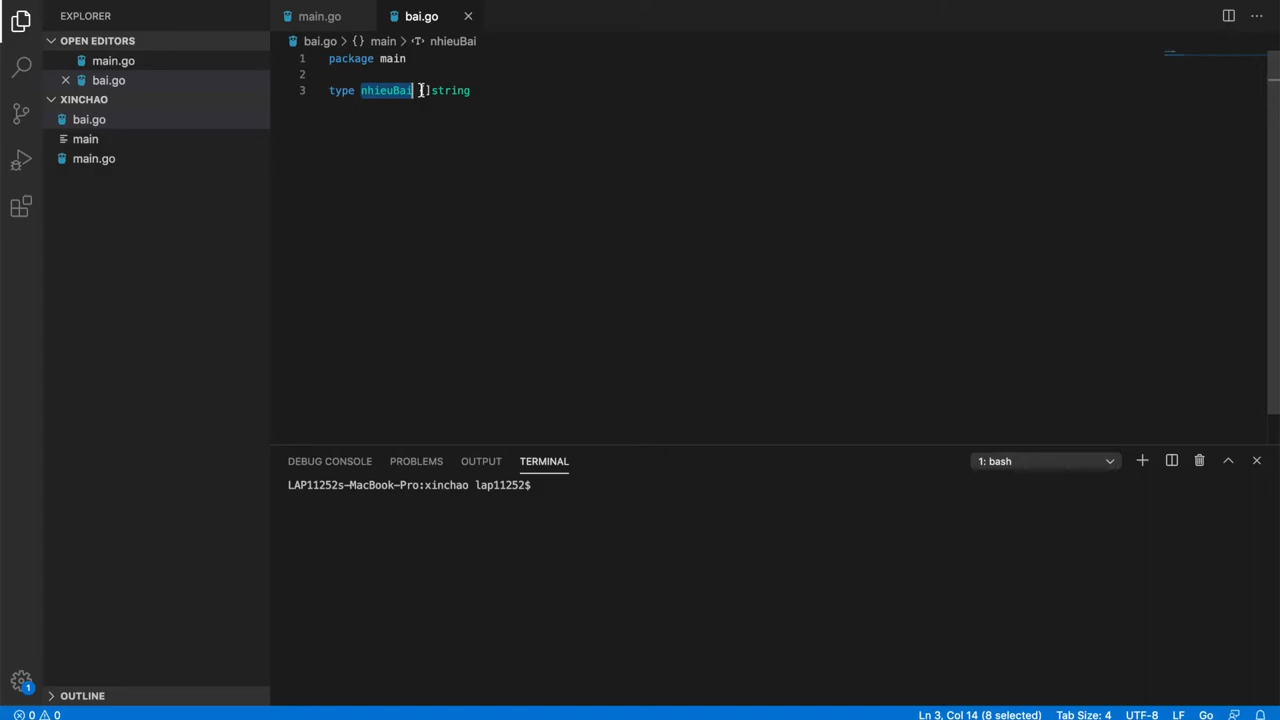 EXPLORER
OPEN EDITORS
main.go
bai.go
XINCHAO
bai.go
main
main.go
OUTLINE
main.go
bai.go
bai.go > {} main > nhieuBai
1 package main
2
3 type nhieuBai []string
DEBUG CONSOLE PROBLEMS OUTPUT TERMINAL
1: bash
LAP11252s-MacBook-Pro:xinchao lap11252$
1
0 0
Ln 3, Col 14 (8 selected) Tab Size: 4 UTF-8 LF Go